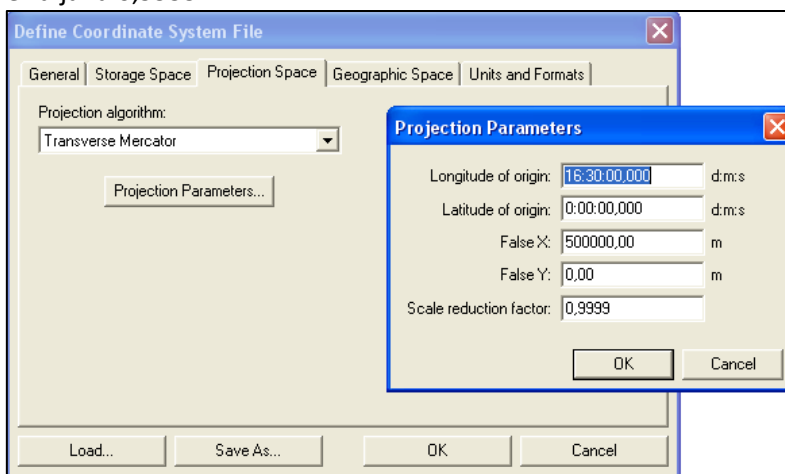 Define Coordinate System File
General Storage Space Projection Space Geographic Space Units and Formats
Projection algorithm:
Transverse Mercator
Projection Parameters...
Projection Parameters
Longitude of origin: 16:30:00,000 d:m:s
Latitude of origin: 0:00:00,000 d:m:s
False X: 500000,00 m
False Y: 0,00 m
Scale reduction factor: 0,9999
OK Cancel
Load... Save As... OK Cancel